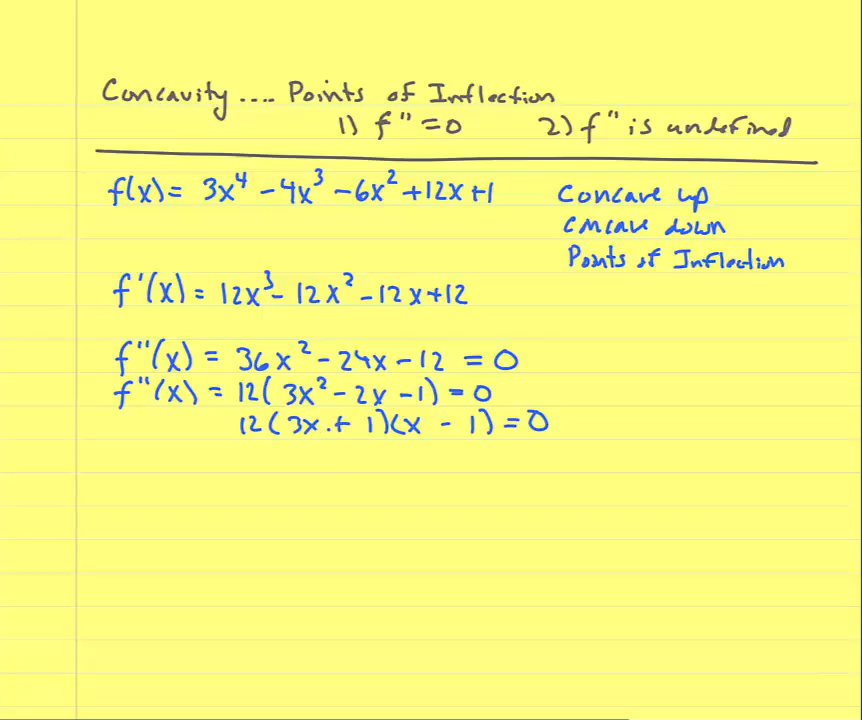 Concavity .... Points of Inflection
1) f'' = 0 2) f'' is undefined
f(x) = 3x⁴ - 4x³ - 6x² + 12x + 1 Concave up
Concave down
Points of Inflection
f'(x) = 12x³ - 12x² - 12x + 12
f''(x) = 36x² - 24x - 12 = 0
f''(x) = 12(3x² - 2x - 1) = 0
12(3x + 1)(x - 1) = 0